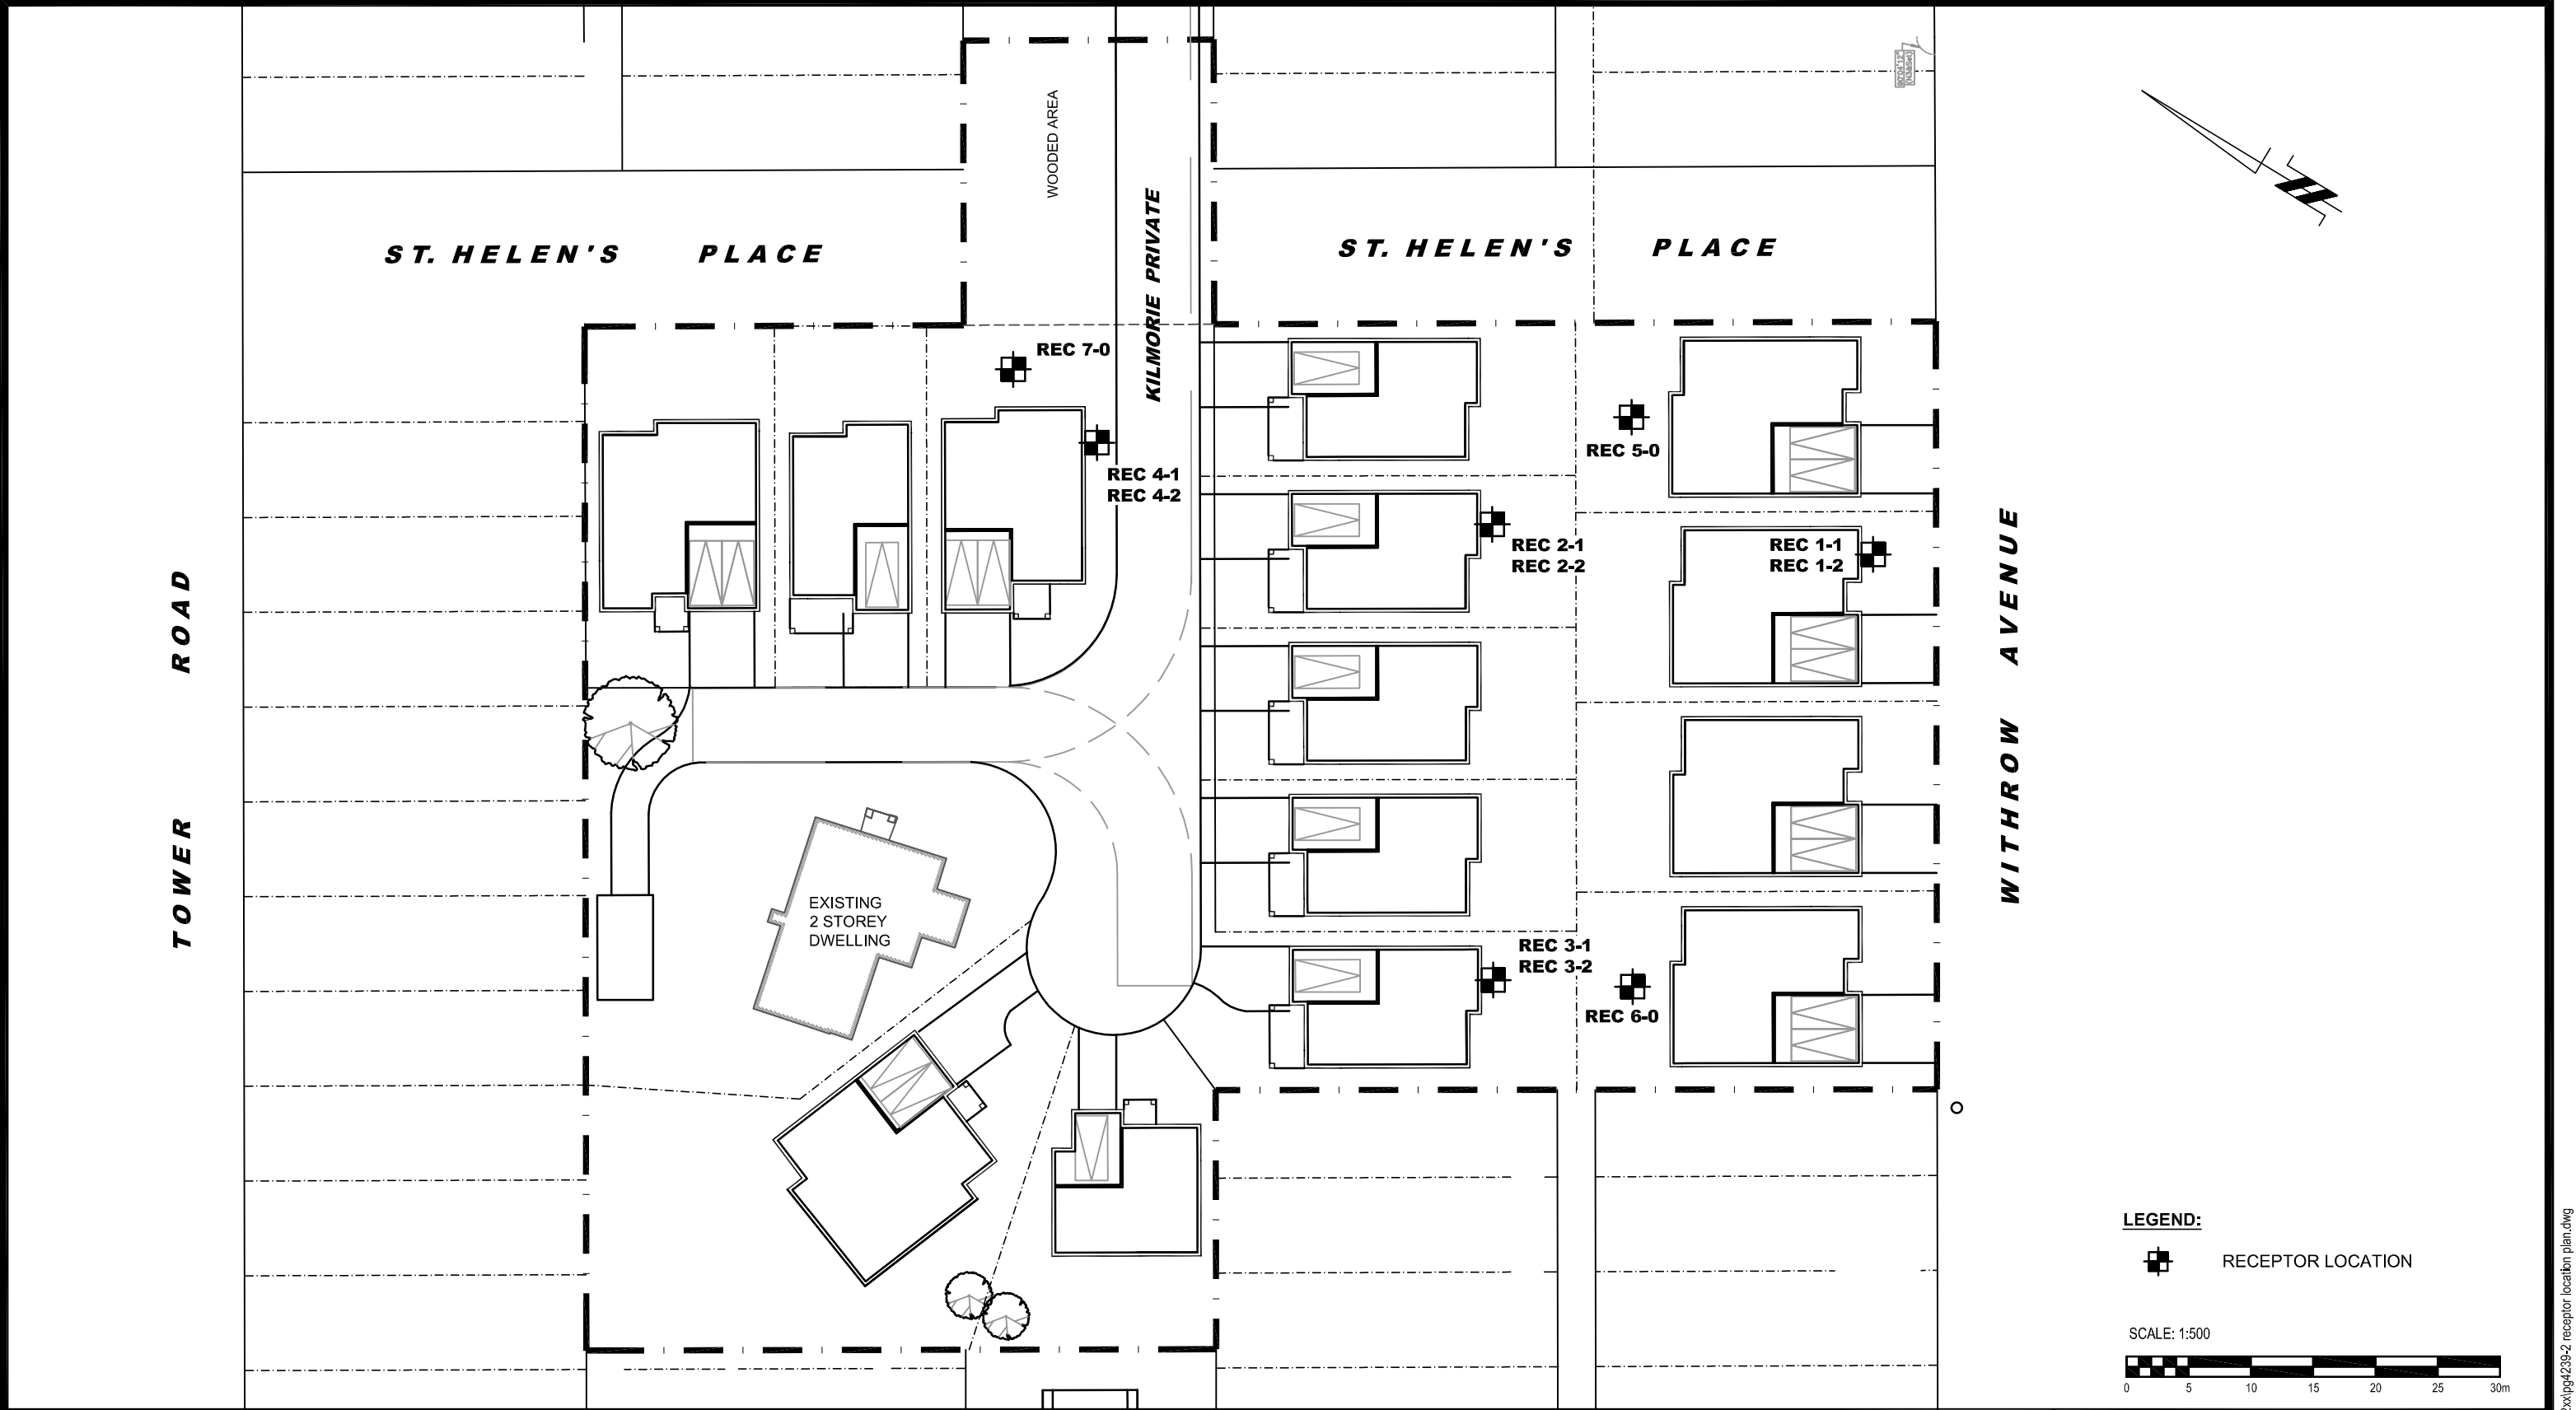 WOODED AREA
KILMORIE PRIVATE
ST. HELEN'S PLACE
ST. HELEN'S PLACE
REC 7-0
REC 4-1
REC 4-2
REC 5-0
REC 2-1
REC 2-2
REC 1-1
REC 1-2
TOWER ROAD
WITHROW AVENUE
EXISTING
2 STOREY
DWELLING
REC 3-1
REC 3-2
REC 6-0
LEGEND:
RECEPTOR LOCATION
SCALE: 1:500
0 5 10 15 20 25 30m
pg4239-2 receptor location plan.dwg